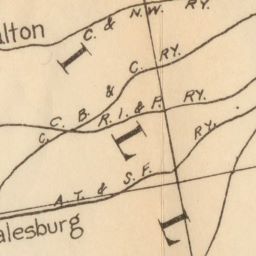 alton
C. & N.W. RY.
I
C. B. & C. RY.
C. R. I. & P. RY.
L
A. T. & S. F. RY.
L
alesburg